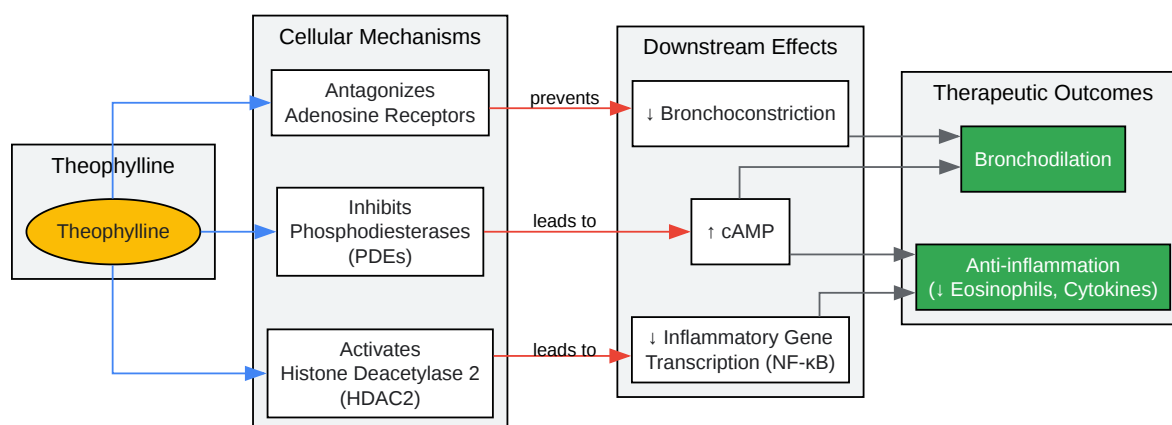 Theophylline
Theophylline
Cellular Mechanisms
Antagonizes
Adenosine Receptors
Inhibits
Phosphodiesterases
(PDEs)
Activates
Histone Deacetylase 2
(HDAC2)
prevents
leads to
leads to
Downstream Effects
↓ Bronchoconstriction
↑ cAMP
↓ Inflammatory Gene
Transcription (NF-κB)
Therapeutic Outcomes
Bronchodilation
Anti-inflammation
(↓ Eosinophils, Cytokines)